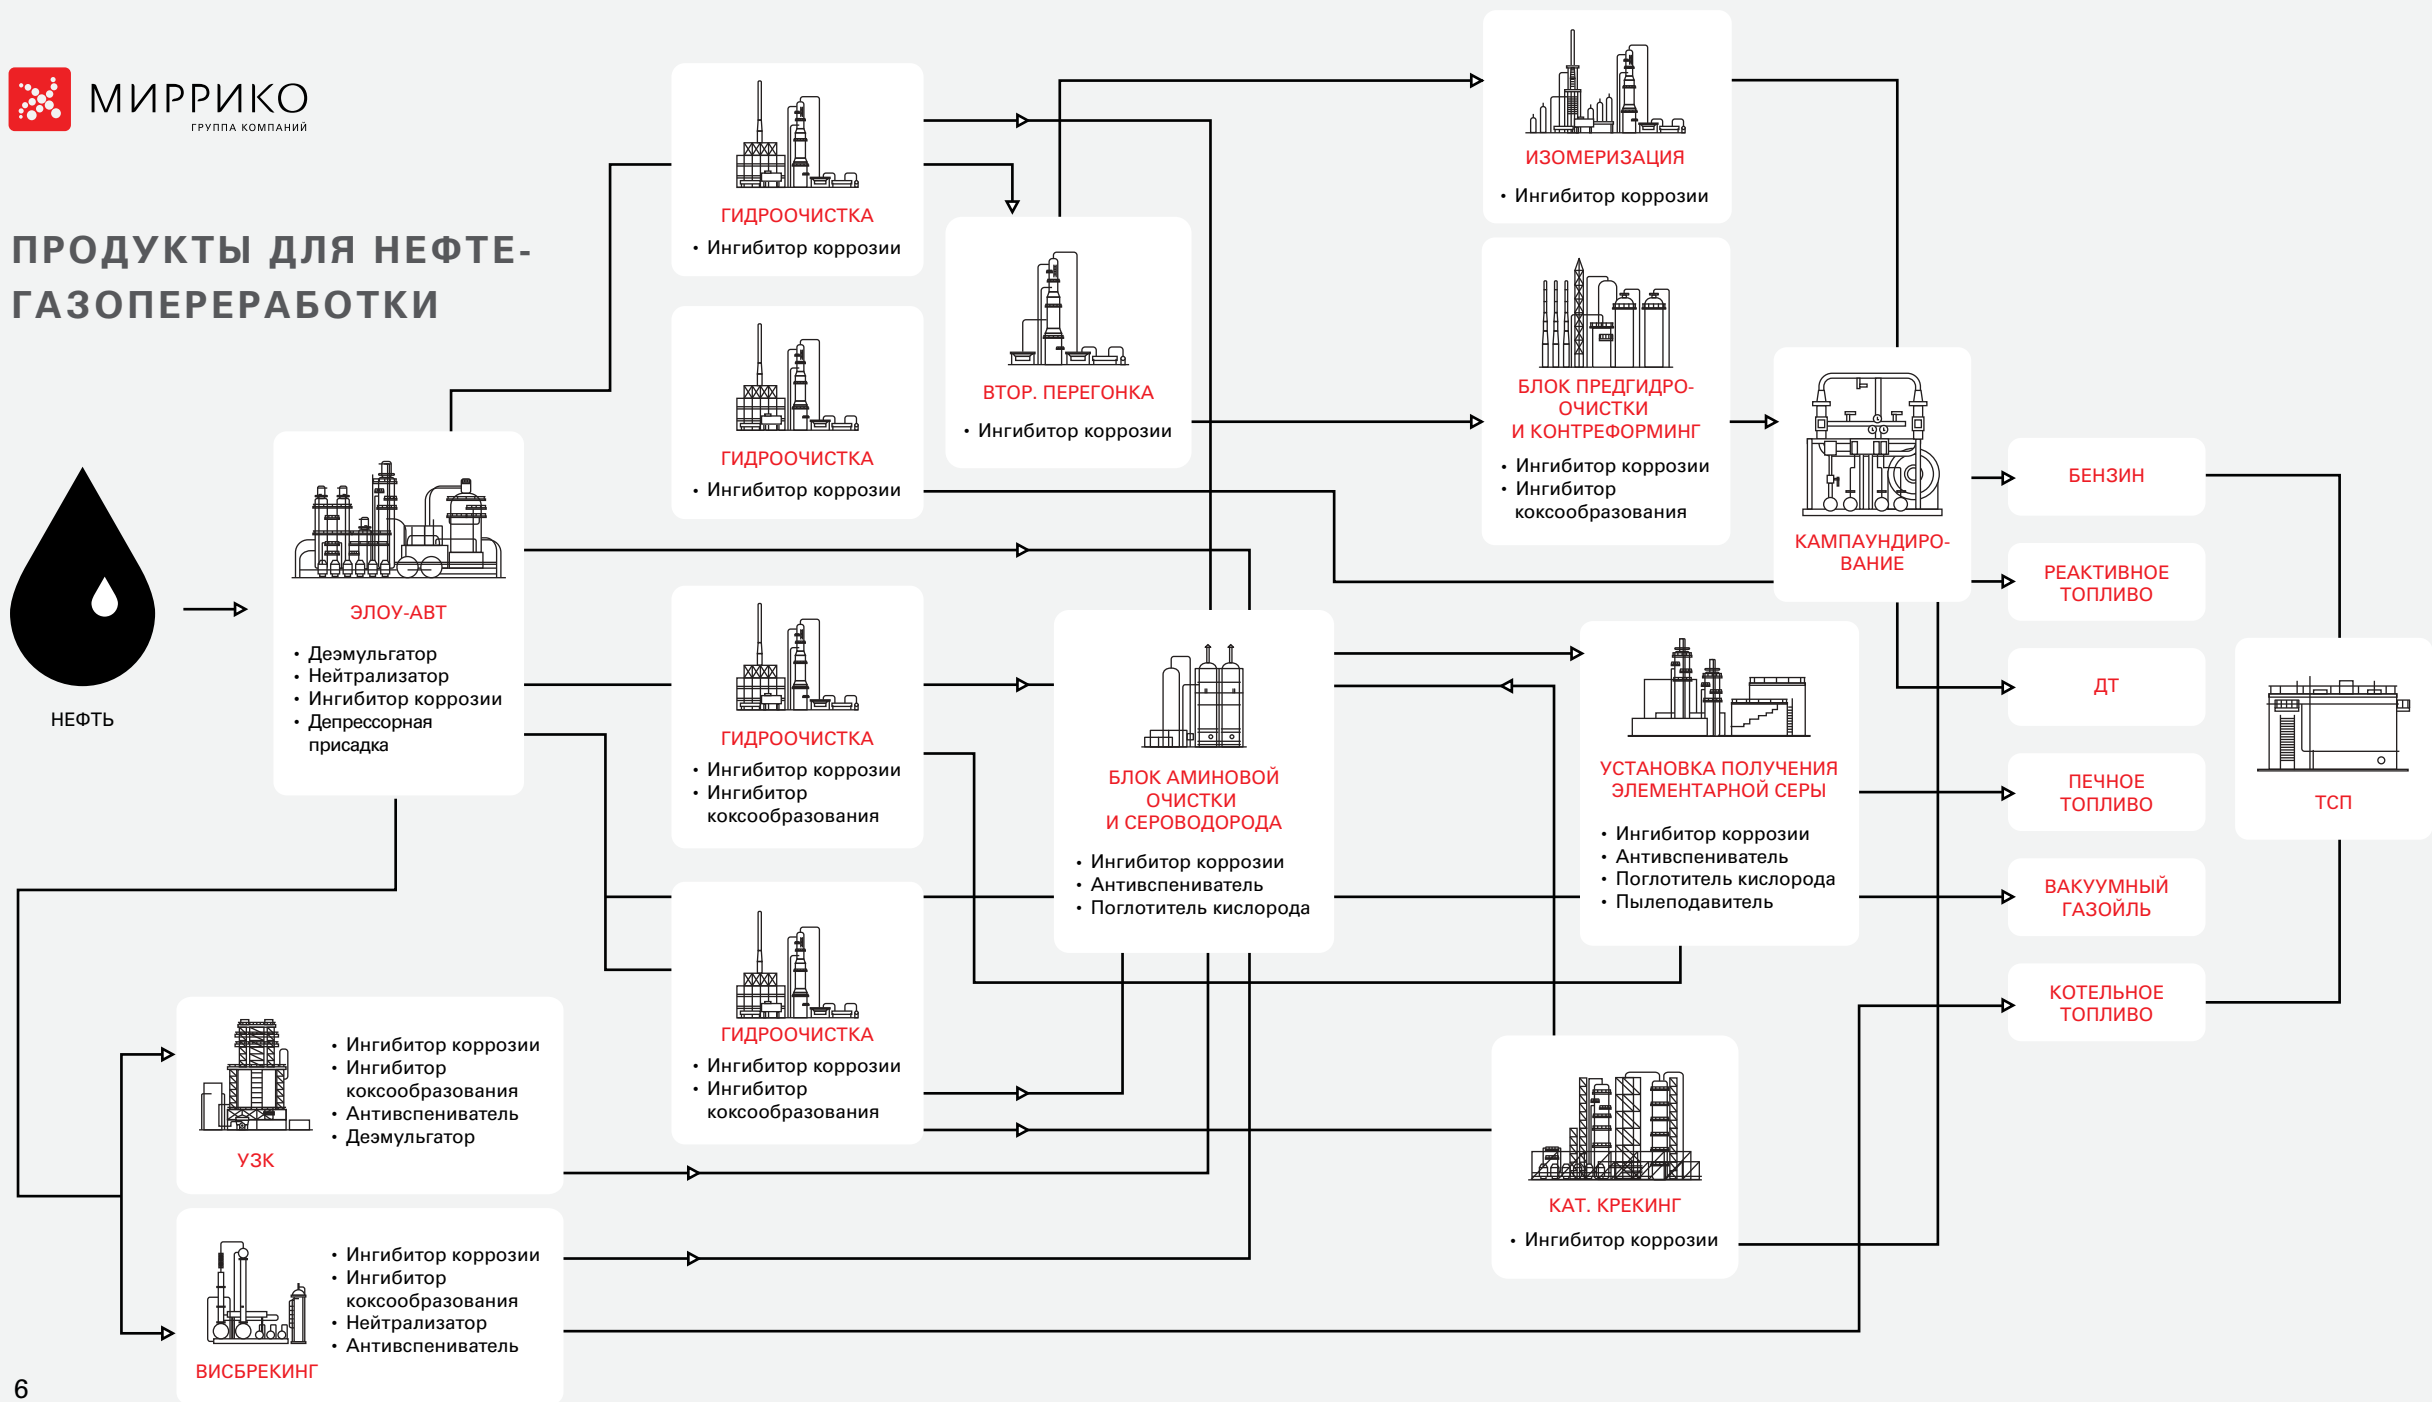 МИРРИКО
ГРУППА КОМПАНИЙ
ПРОДУКТЫ ДЛЯ НЕФТЕ-
ГАЗОПЕРЕРАБОТКИ
НЕФТЬ
ЭЛОУ-АВТ
• Деэмульгатор
• Нейтрализатор
• Ингибитор коррозии
• Депрессорная
присадка
ГИДРООЧИСТКА
• Ингибитор коррозии
ГИДРООЧИСТКА
• Ингибитор коррозии
ГИДРООЧИСТКА
• Ингибитор коррозии
• Ингибитор
коксообразования
ГИДРООЧИСТКА
• Ингибитор коррозии
• Ингибитор
коксообразования
УЗК
• Ингибитор коррозии
• Ингибитор
коксообразования
• Антивспениватель
• Деэмульгатор
ВИСБРЕКИНГ
• Ингибитор коррозии
• Ингибитор
коксообразования
• Нейтрализатор
• Антивспениватель
ВТОР. ПЕРЕГОНКА
• Ингибитор коррозии
БЛОК АМИНОВОЙ
ОЧИСТКИ
И СЕРОВОДОРОДА
• Ингибитор коррозии
• Антивспениватель
• Поглотитель кислорода
ИЗОМЕРИЗАЦИЯ
• Ингибитор коррозии
БЛОК ПРЕДГИДРО-
ОЧИСТКИ
И КОНТРЕФОРМИНГ
• Ингибитор коррозии
• Ингибитор
коксообразования
КАМПАУНДИРО-
ВАНИЕ
УСТАНОВКА ПОЛУЧЕНИЯ
ЭЛЕМЕНТАРНОЙ СЕРЫ
• Ингибитор коррозии
• Антивспениватель
• Поглотитель кислорода
• Пылеподавитель
КАТ. КРЕКИНГ
• Ингибитор коррозии
БЕНЗИН
РЕАКТИВНОЕ
ТОПЛИВО
ДТ
ПЕЧНОЕ
ТОПЛИВО
ВАКУУМНЫЙ
ГАЗОЙЛЬ
КОТЕЛЬНОЕ
ТОПЛИВО
ТСП
6